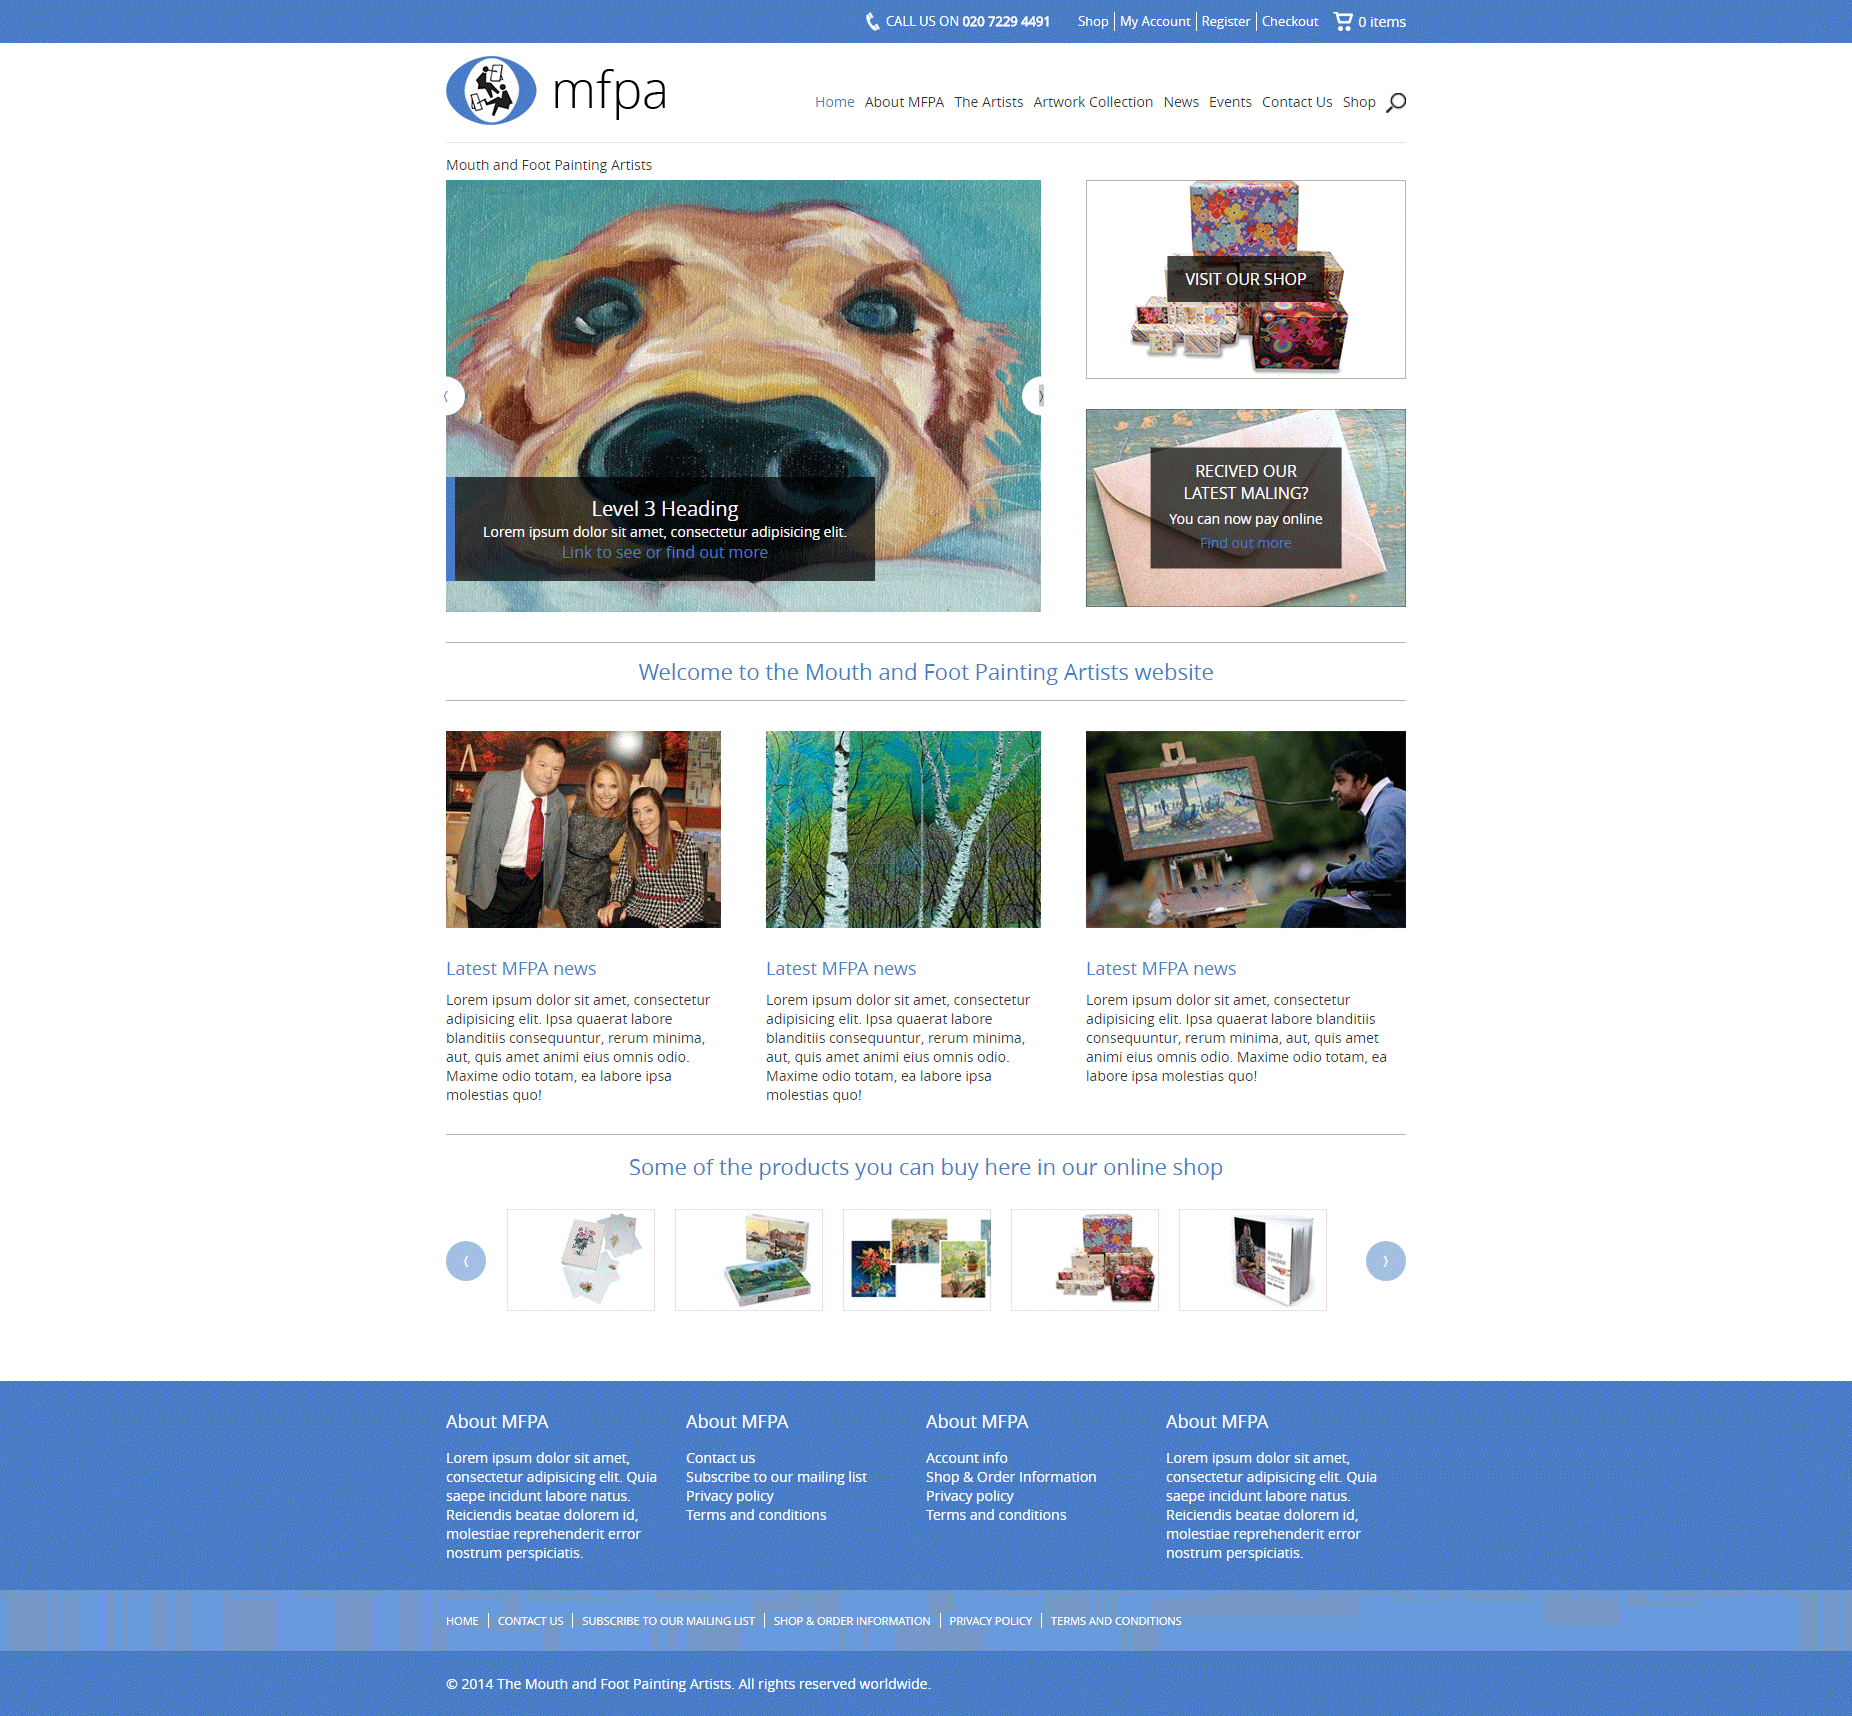 CALL US ON 020 7229 4491
Shop My Account Register Checkout 0 items
mfpa
Home About MFPA The Artists Artwork Collection News Events Contact Us Shop
Mouth and Foot Painting Artists
VISIT OUR SHOP
RECIVED OUR
LATEST MALING?
You can now pay online
Find out more
Level 3 Heading
Lorem ipsum dolor sit amet, consectetur adipisicing elit.
Link to see or find out more
Welcome to the Mouth and Foot Painting Artists website
Latest MFPA news
Lorem ipsum dolor sit amet, consectetur
adipisicing elit. Ipsa quaerat labore
blanditiis consequuntur, rerum minima,
aut, quis amet animi eius omnis odio.
Maxime odio totam, ea labore ipsa
molestias quo!
Latest MFPA news
Lorem ipsum dolor sit amet, consectetur
adipisicing elit. Ipsa quaerat labore
blanditiis consequuntur, rerum minima,
aut, quis amet animi eius omnis odio.
Maxime odio totam, ea labore ipsa
molestias quo!
Latest MFPA news
Lorem ipsum dolor sit amet, consectetur
adipisicing elit. Ipsa quaerat labore blanditiis
consequuntur, rerum minima, aut, quis amet
animi eius omnis odio. Maxime odio totam, ea
labore ipsa molestias quo!
Some of the products you can buy here in our online shop
About MFPA
Lorem ipsum dolor sit amet,
consectetur adipisicing elit. Quia
saepe incidunt labore natus.
Reiciendis beatae dolorem id,
molestiae reprehenderit error
nostrum perspiciatis.
About MFPA
Contact us
Subscribe to our mailing list
Privacy policy
Terms and conditions
About MFPA
Account info
Shop & Order Information
Privacy policy
Terms and conditions
About MFPA
Lorem ipsum dolor sit amet,
consectetur adipisicing elit. Quia
saepe incidunt labore natus.
Reiciendis beatae dolorem id,
molestiae reprehenderit error
nostrum perspiciatis.
HOME CONTACT US SUBSCRIBE TO OUR MAILING LIST SHOP & ORDER INFORMATION PRIVACY POLICY TERMS AND CONDITIONS
© 2014 The Mouth and Foot Painting Artists. All rights reserved worldwide.